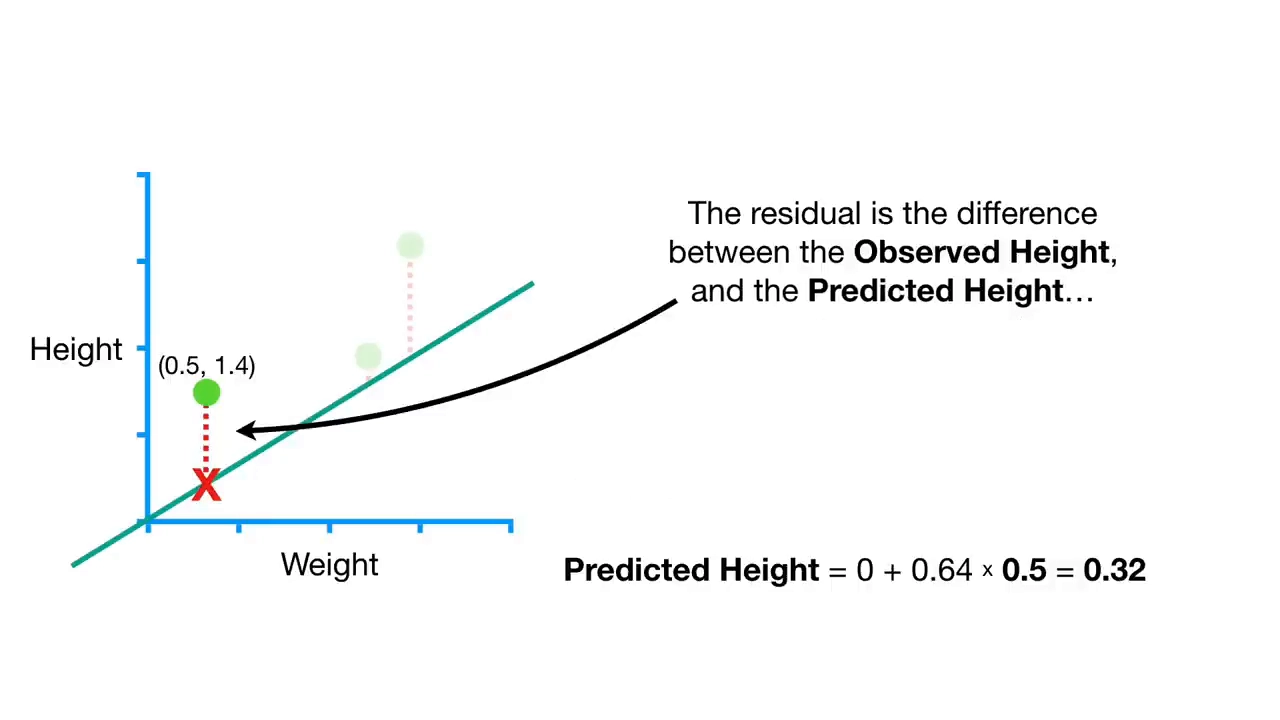 The residual is the difference
between the Observed Height,
and the Predicted Height…
Height
(0.5, 1.4)
X
Weight
Predicted Height = 0 + 0.64 x 0.5 = 0.32